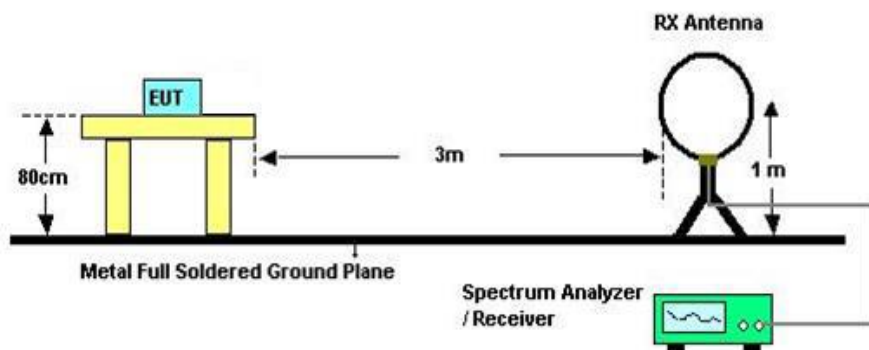 RX Antenna
EUT
80cm
3m
1 m
Metal Full Soldered Ground Plane
Spectrum Analyzer
/ Receiver